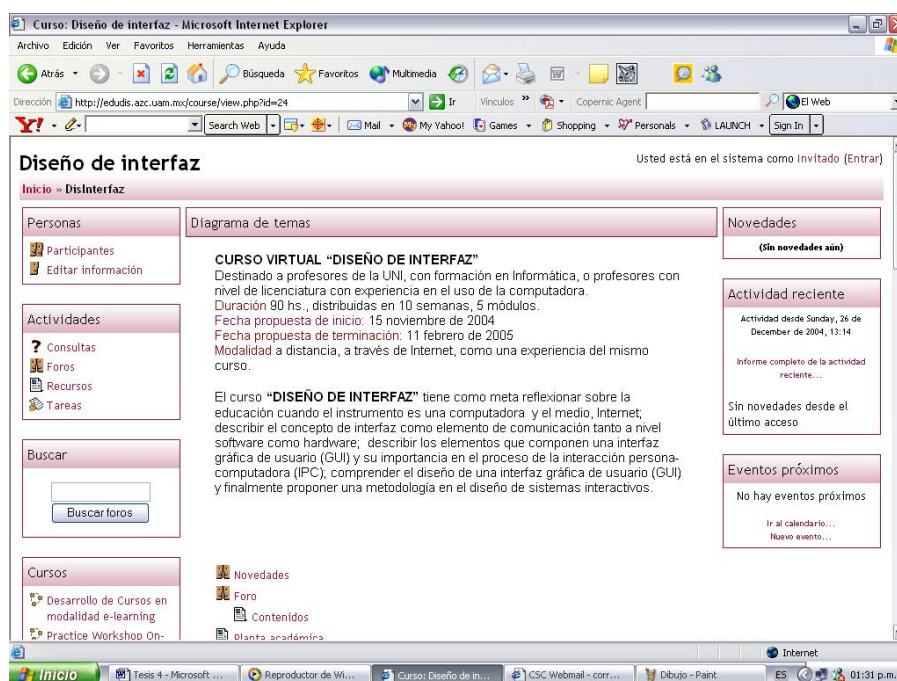 Curso: Diseño de interfaz - Microsoft Internet Explorer
Archivo Edición Ver Favoritos Herramientas Ayuda
Atrás Búsqueda Favoritos Multimedia
Dirección http://edudis.azc.uam.mx/course/view.php?id=24 Ir Vínculos » Copernic Agent El Web
Y! Search Web Mail My Yahoo! Games Shopping Personals LAUNCH Sign In
Diseño de interfaz
Usted está en el sistema como Invitado (Entrar)
Inicio » DisInterfaz
Personas
Participantes
Editar información
Actividades
Consultas
Foros
Recursos
Tareas
Buscar
Buscar foros
Cursos
Desarrollo de Cursos en
modalidad e-learning
Practice Workshop On-
Diagrama de temas
CURSO VIRTUAL “DISEÑO DE INTERFAZ”
Destinado a profesores de la UNI, con formación en Informática, o profesores con
nivel de licenciatura con experiencia en el uso de la computadora.
Duración 90 hs., distribuidas en 10 semanas, 5 módulos.
Fecha propuesta de inicio: 15 noviembre de 2004
Fecha propuesta de terminación: 11 febrero de 2005
Modalidad a distancia, a través de Internet, como una experiencia del mismo
curso.
El curso “DISEÑO DE INTERFAZ” tiene como meta reflexionar sobre la
educación cuando el instrumento es una computadora y el medio, Internet;
describir el concepto de interfaz como elemento de comunicación tanto a nivel
software como hardware; describir los elementos que componen una interfaz
gráfica de usuario (GUI) y su importancia en el proceso de la interacción persona-
computadora (IPC); comprender el diseño de una interfaz gráfica de usuario (GUI)
y finalmente proponer una metodología en el diseño de sistemas interactivos.
Novedades
Foro
Contenidos
Planta académica
Novedades
(Sin novedades aún)
Actividad reciente
Actividad desde Sunday, 26 de
December de 2004, 13:14
Informe completo de la actividad
reciente...
Sin novedades desde el
último acceso
Eventos próximos
No hay eventos próximos
Ir al calendario...
Nuevo evento...
Internet
Inicio Tesis 4 - Microsoft ... Reproductor de Wi... Curso: Diseño de in... CSC Webmail - corr... Dibujo - Paint ES 01:31 p.m.